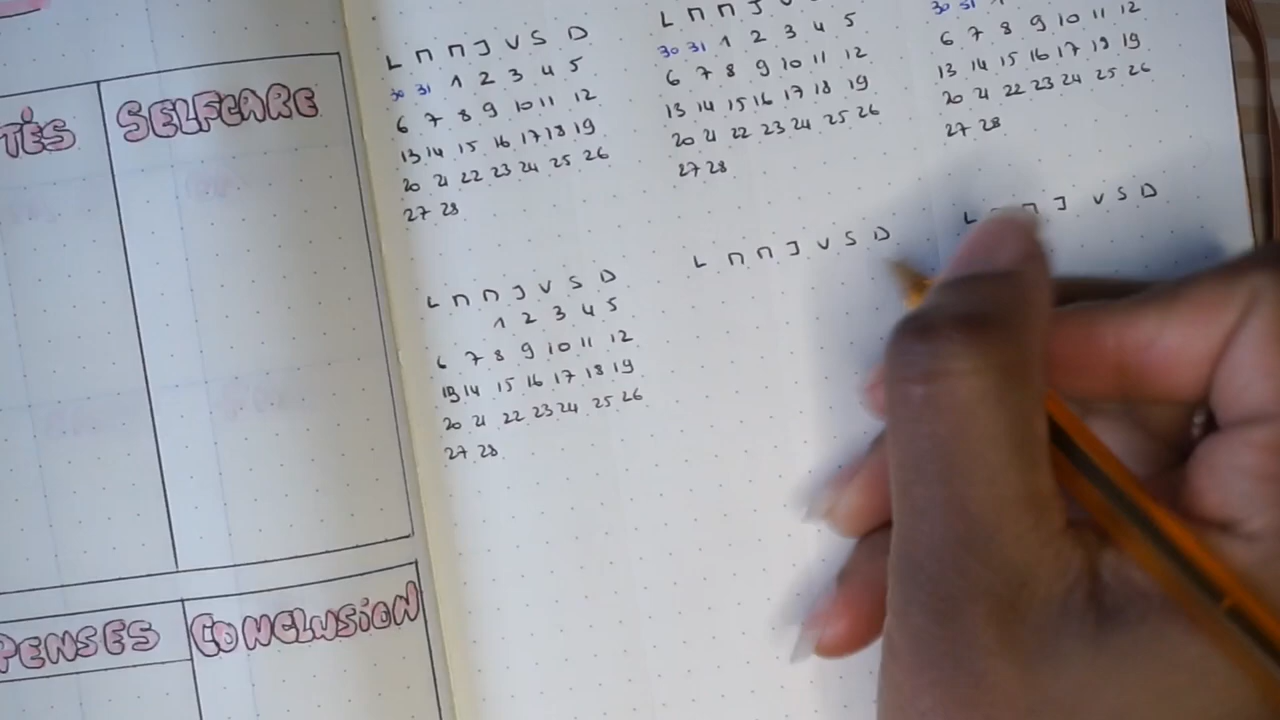 TÉS
SELFCARE
PENSES
CONCLUSION
L M M J V S D
30 31 1 2 3 4 5
6 7 8 9 10 11 12
13 14 15 16 17 18 19
20 21 22 23 24 25 26
27 28
L M M J
30 31 1 2 3 4 5
6 7 8 9 10 11 12
13 14 15 16 17 18 19
20 21 22 23 24 25 26
27 28
30 31
6 7 8 9 10 11 12
13 14 15 16 17 19 19
20 21 22 23 24 25 26
27 28
L M M J V S D
1 2 3 4 5
6 7 8 9 10 11 12
13 14 15 16 17 18 19
20 21 22 23 24 25 26
27 28
L M M J V S D
L M J V S D